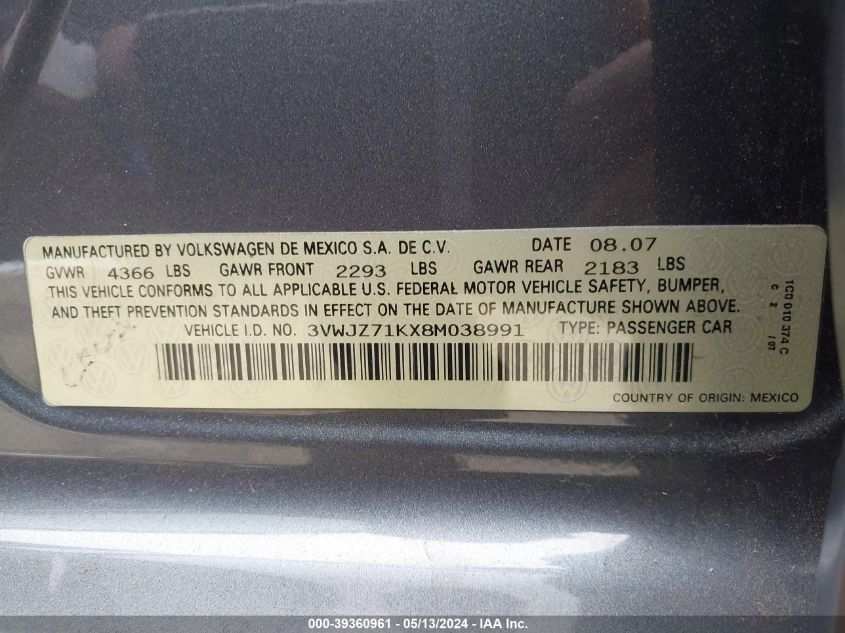 MANUFACTURED BY VOLKSWAGEN DE MEXICO S.A. DE C.V. DATE 08.07
GVWR 4366 LBS GAWR FRONT 2293 LBS GAWR REAR 2183 LBS
THIS VEHICLE CONFORMS TO ALL APPLICABLE U.S. FEDERAL MOTOR VEHICLE SAFETY, BUMPER,
AND THEFT PREVENTION STANDARDS IN EFFECT ON THE DATE OF MANUFACTURE SHOWN ABOVE.
VEHICLE I.D. NO. 3VWJZ71KX8M038991 TYPE: PASSENGER CAR
COUNTRY OF ORIGIN: MEXICO
1C0 010 374 C
C 2 / 07
000-39360961 - 05/13/2024 - IAA Inc.